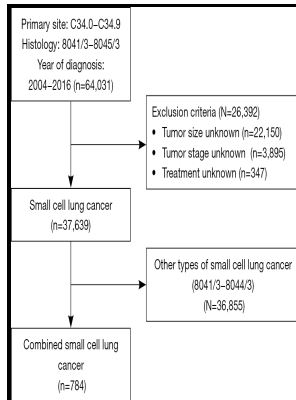 Primary site: C34.0–C34.9
Histology: 8041/3–8045/3
Year of diagnosis:
2004–2016 (n=64,031)
Exclusion criteria (N=26,392)
• Tumor size unknown (n=22,150)
• Tumor stage unknown (n=3,895)
• Treatment unknown (n=347)
Small cell lung cancer
(n=37,639)
Other types of small cell lung cancer
(8041/3–8044/3)
(N=36,855)
Combined small cell lung
cancer
(n=784)